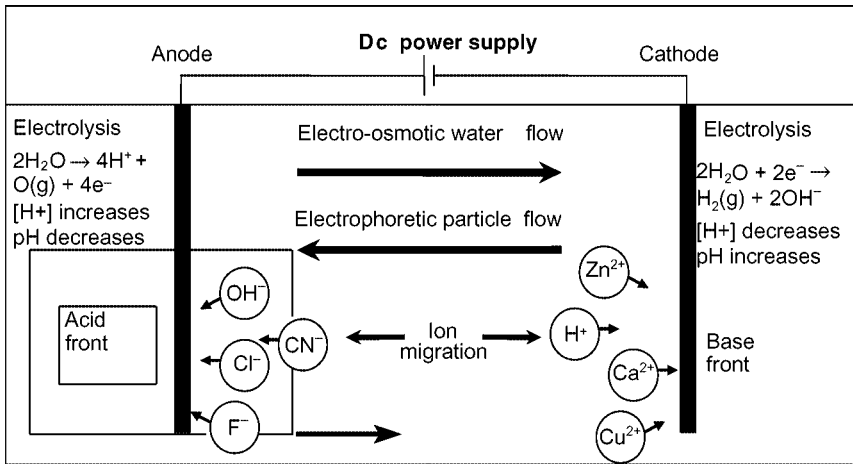 Dc power supply
Anode
Cathode
Electrolysis
2H₂O → 4H⁺ +
O(g) + 4e⁻
[H+] increases
pH decreases
Electro-osmotic water flow
Electrophoretic particle flow
Electrolysis
2H₂O + 2e⁻ →
H₂(g) + 2OH⁻
[H+] decreases
pH increases
Acid
front
OH⁻
Cl⁻
CN⁻
F⁻
Ion
migration
Zn²⁺
H⁺
Ca²⁺
Cu²⁺
Base
front